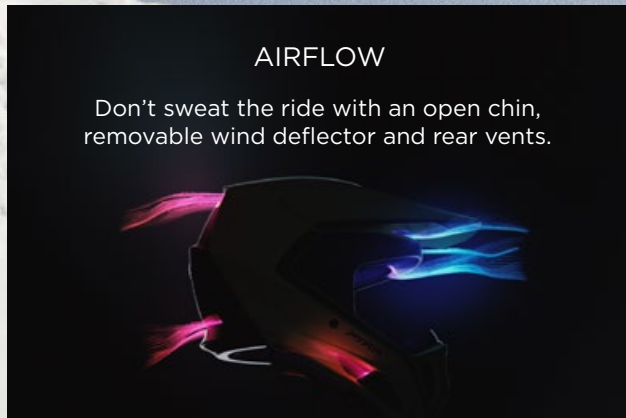 AIRFLOW
Don’t sweat the ride with an open chin,
removable wind deflector and rear vents.